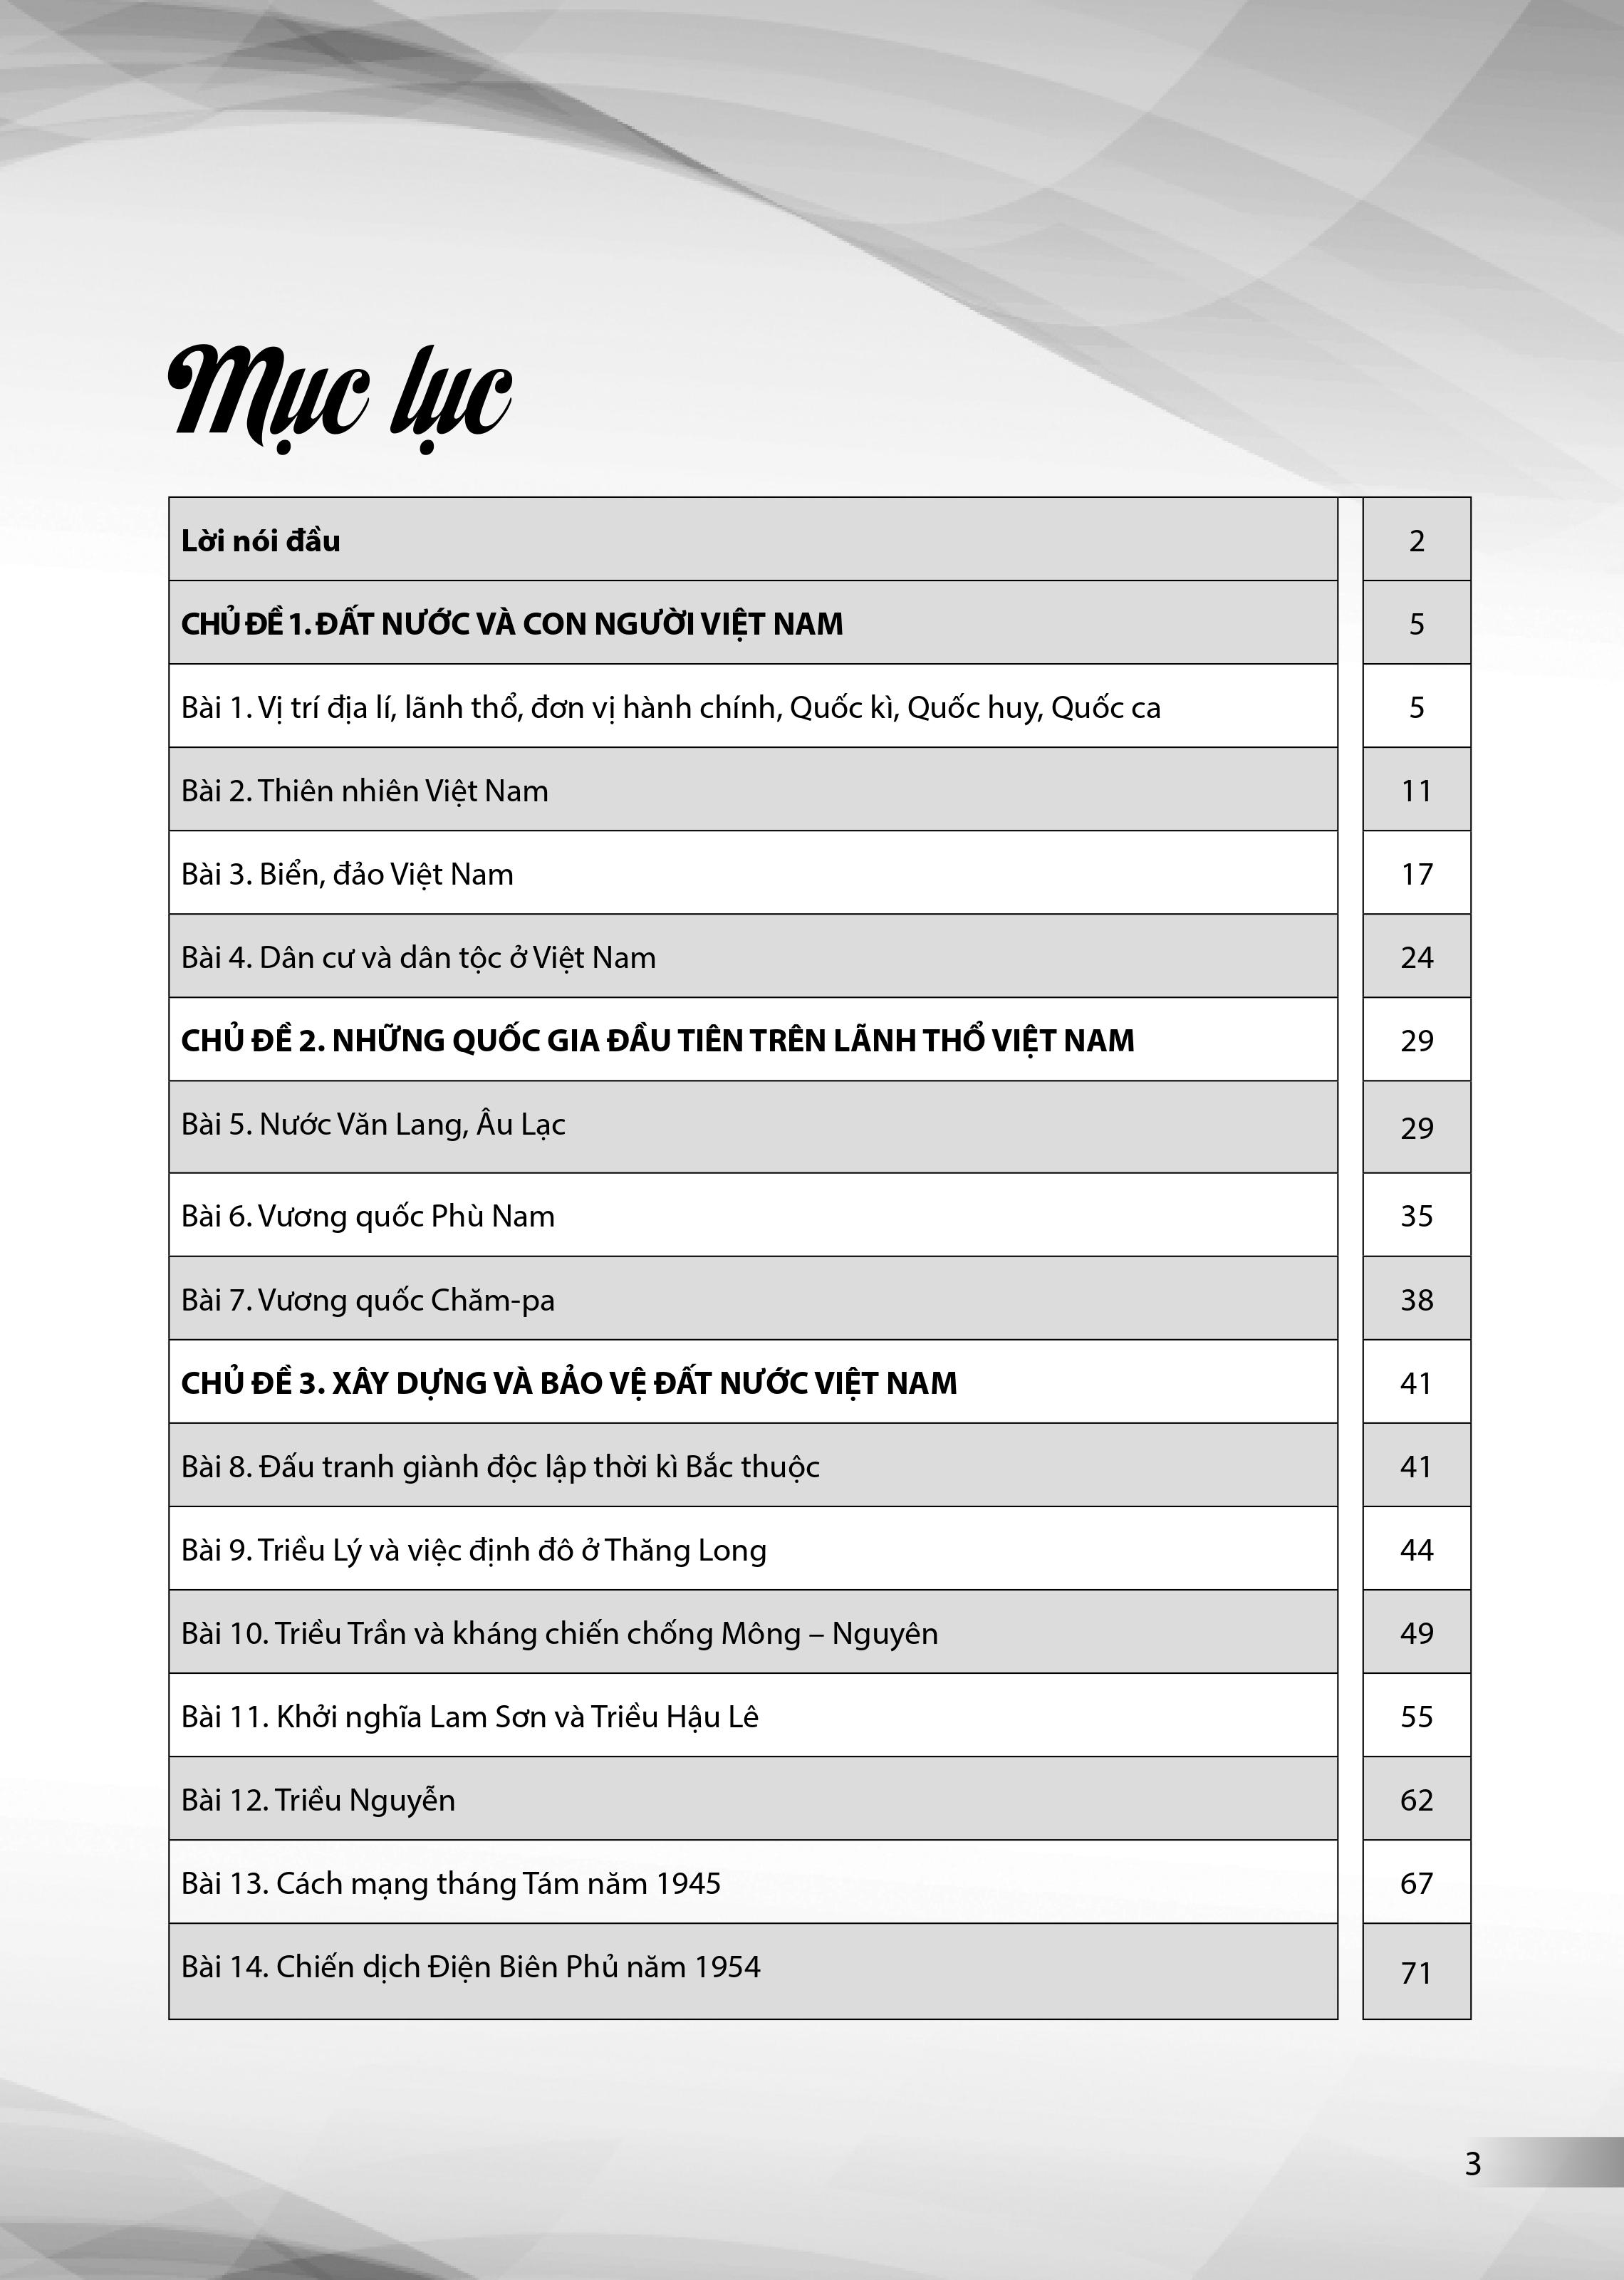 Mục lục
Lời nói đầu 2
CHỦ ĐỀ 1. ĐẤT NƯỚC VÀ CON NGƯỜI VIỆT NAM 5
Bài 1. Vị trí địa lí, lãnh thổ, đơn vị hành chính, Quốc kì, Quốc huy, Quốc ca 5
Bài 2. Thiên nhiên Việt Nam 11
Bài 3. Biển, đảo Việt Nam 17
Bài 4. Dân cư và dân tộc ở Việt Nam 24
CHỦ ĐỀ 2. NHỮNG QUỐC GIA ĐẦU TIÊN TRÊN LÃNH THỔ VIỆT NAM 29
Bài 5. Nước Văn Lang, Âu Lạc 29
Bài 6. Vương quốc Phù Nam 35
Bài 7. Vương quốc Chăm-pa 38
CHỦ ĐỀ 3. XÂY DỰNG VÀ BẢO VỆ ĐẤT NƯỚC VIỆT NAM 41
Bài 8. Đấu tranh giành độc lập thời kì Bắc thuộc 41
Bài 9. Triều Lý và việc định đô ở Thăng Long 44
Bài 10. Triều Trần và kháng chiến chống Mông – Nguyên 49
Bài 11. Khởi nghĩa Lam Sơn và Triều Hậu Lê 55
Bài 12. Triều Nguyễn 62
Bài 13. Cách mạng tháng Tám năm 1945 67
Bài 14. Chiến dịch Điện Biên Phủ năm 1954 71
3